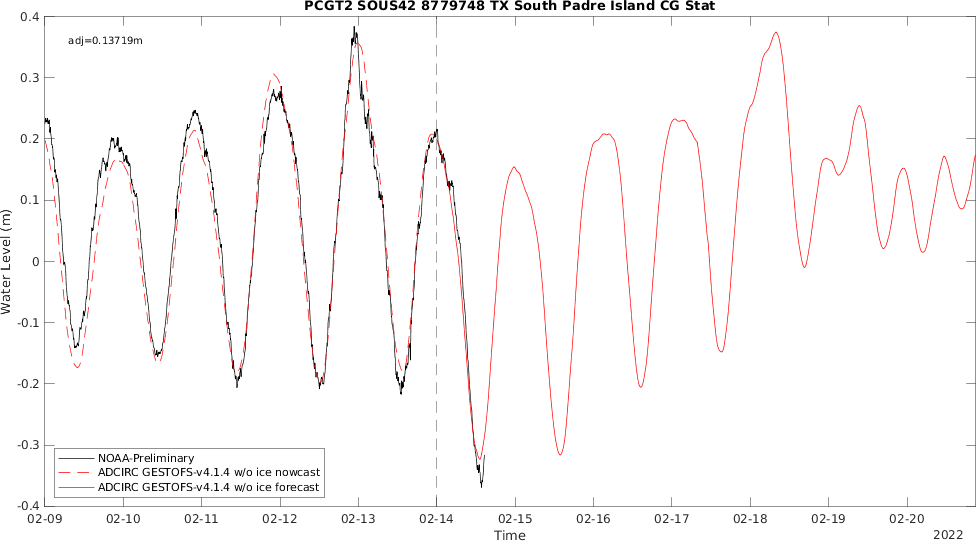 PCGT2 SOUS42 8779748 TX South Padre Island CG Stat
adj=0.13719m
0.4
0.3
0.2
0.1
0
-0.1
-0.2
-0.3
-0.4
Water Level (m)
NOAA-Preliminary
ADCIRC GESTOFS-v4.1.4 w/o ice nowcast
ADCIRC GESTOFS-v4.1.4 w/o ice forecast
02-09 02-10 02-11 02-12 02-13 02-14 02-15 02-16 02-17 02-18 02-19 02-20
Time
2022